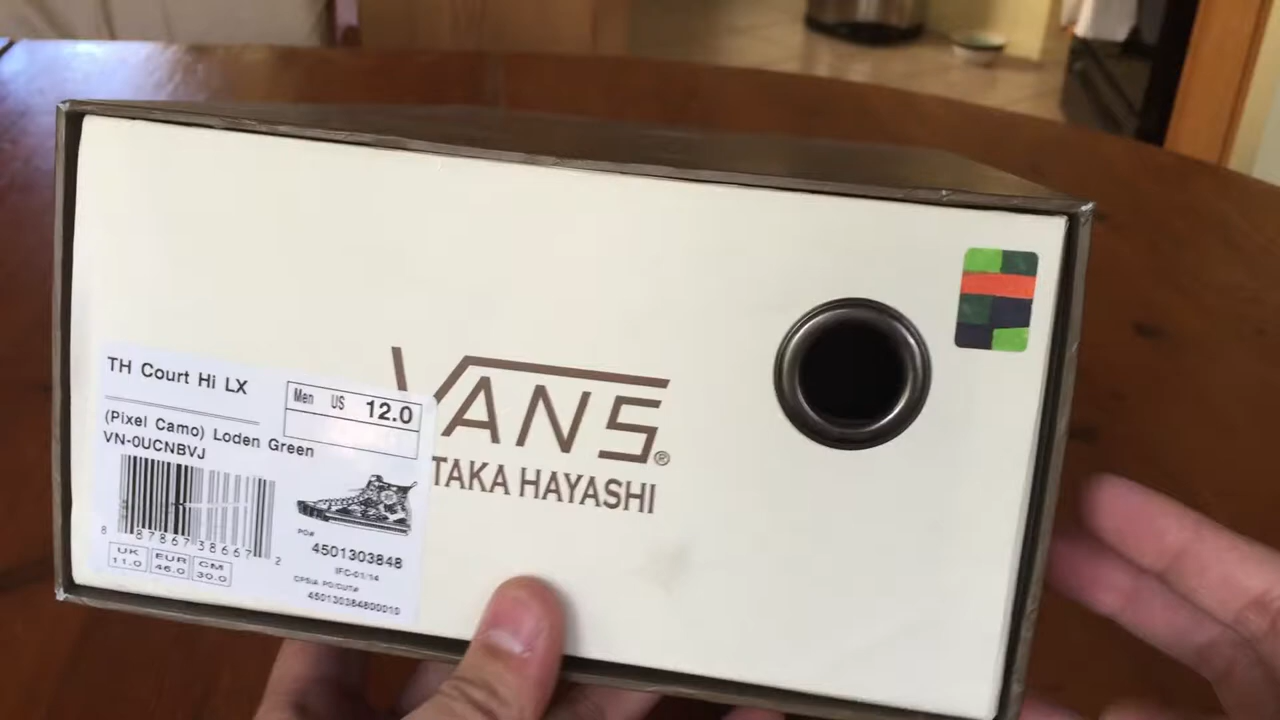 TH Court Hi LX
Men US 12.0
(Pixel Camo) Loden Green
VN-0UCNBVJ
8 87867 38667 2
PO#
4501303848
IFC-01/14
CPSIA PO/CUT#
450130384800010
UK 11.0
EUR 46.0
CM 30.0
VANS®
TAKA HAYASHI